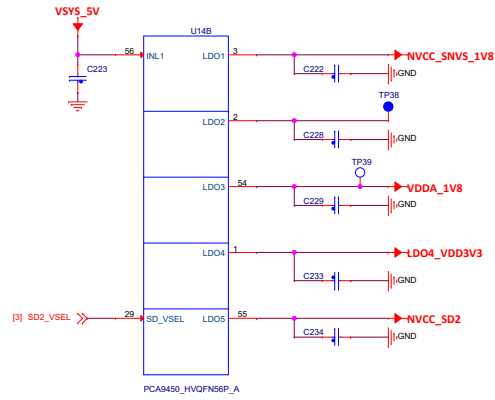 VSYS_5V
U14B
56 INL1 LDO1 3 NVCC_SNVS_1V8
C223 C222 GND
TP38
LDO2 2
C228 GND
TP39
LDO3 54 VDDA_1V8
C229 GND
LDO4 1 LDO4_VDD3V3
C233 GND
[3] SD2_VSEL 29 SD_VSEL LDO5 55 NVCC_SD2
C234 GND
PCA9450_HVQFN56P_A